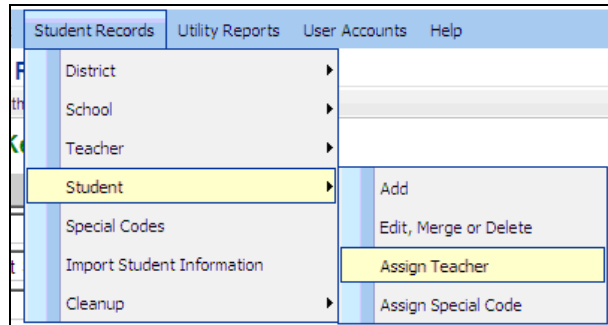 Student Records Utility Reports User Accounts Help
District
School
Teacher
Student
Add
Special Codes
Edit, Merge or Delete
Import Student Information
Assign Teacher
Cleanup
Assign Special Code